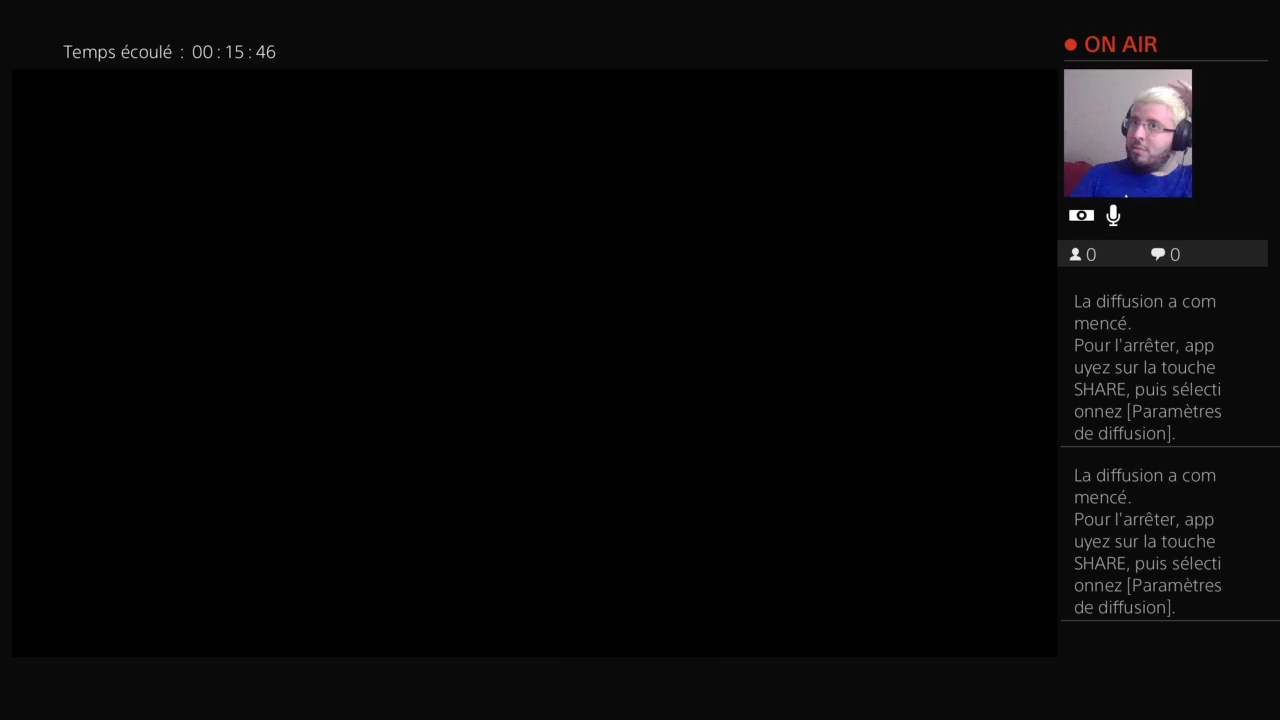 Temps écoulé : 00:15:46
ON AIR
0 0
La diffusion a com
mencé.
Pour l'arrêter, app
uyez sur la touche
SHARE, puis sélecti
onnez [Paramètres
de diffusion].
La diffusion a com
mencé.
Pour l'arrêter, app
uyez sur la touche
SHARE, puis sélecti
onnez [Paramètres
de diffusion].